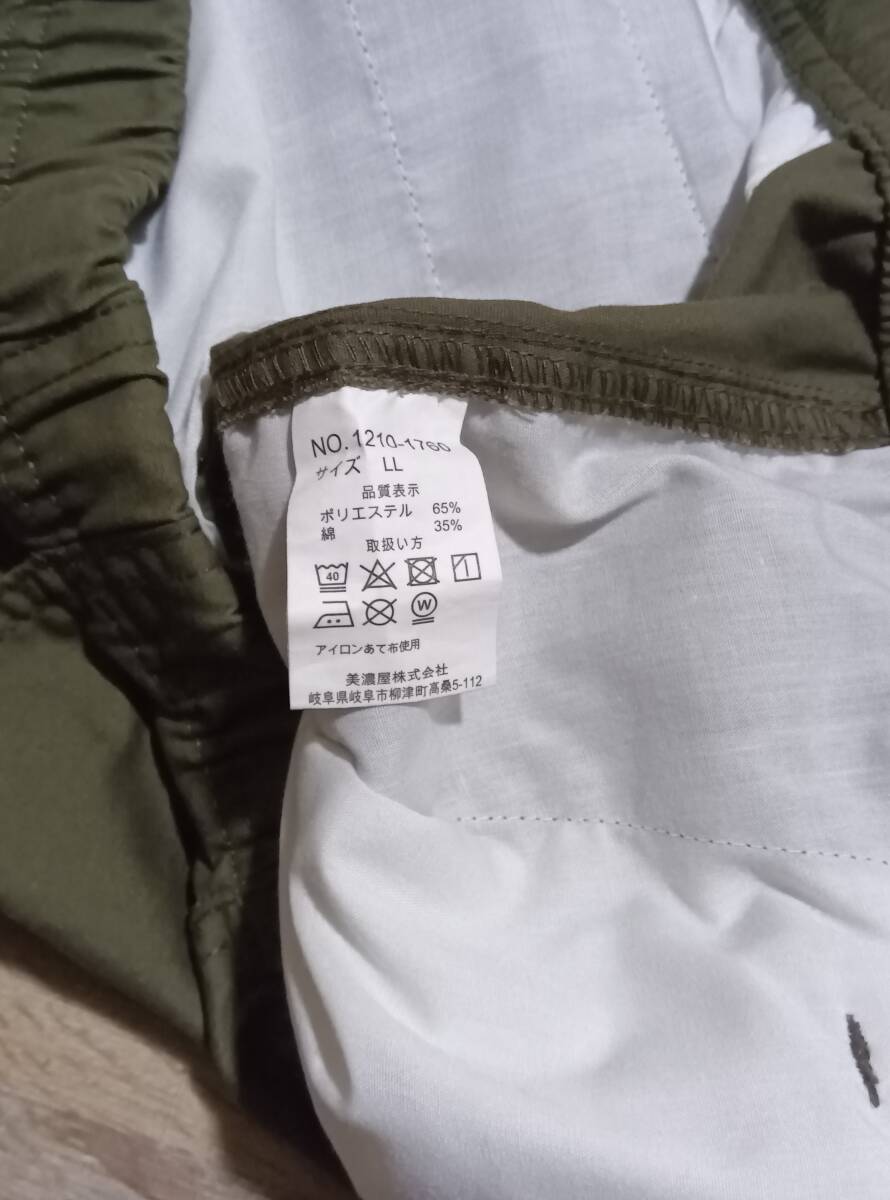 NO.1210-1760
サイズ LL
品質表示
ポリエステル 65%
綿 35%
取扱い方
40
W
アイロンあて布使用
美濃屋株式会社
岐阜県岐阜市柳津町高桑5-112